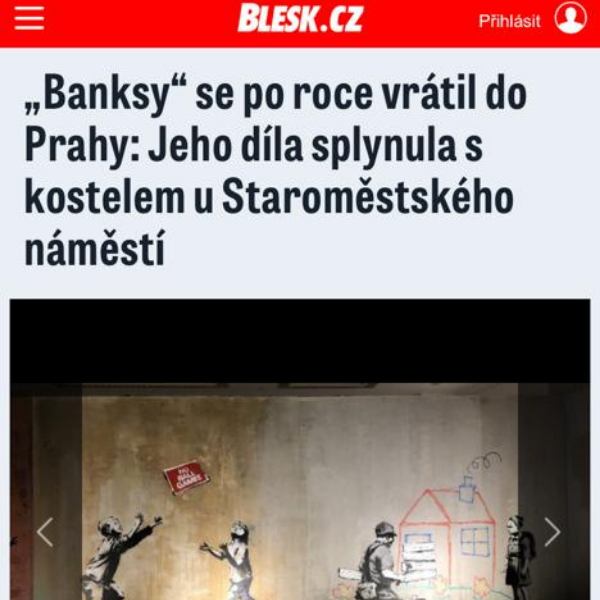 BLESK.CZ
Přihlásit
„Banksy“ se po roce vrátil do
Prahy: Jeho díla splynula s
kostelem u Staroměstského
náměstí
NO
BALL
GAMES